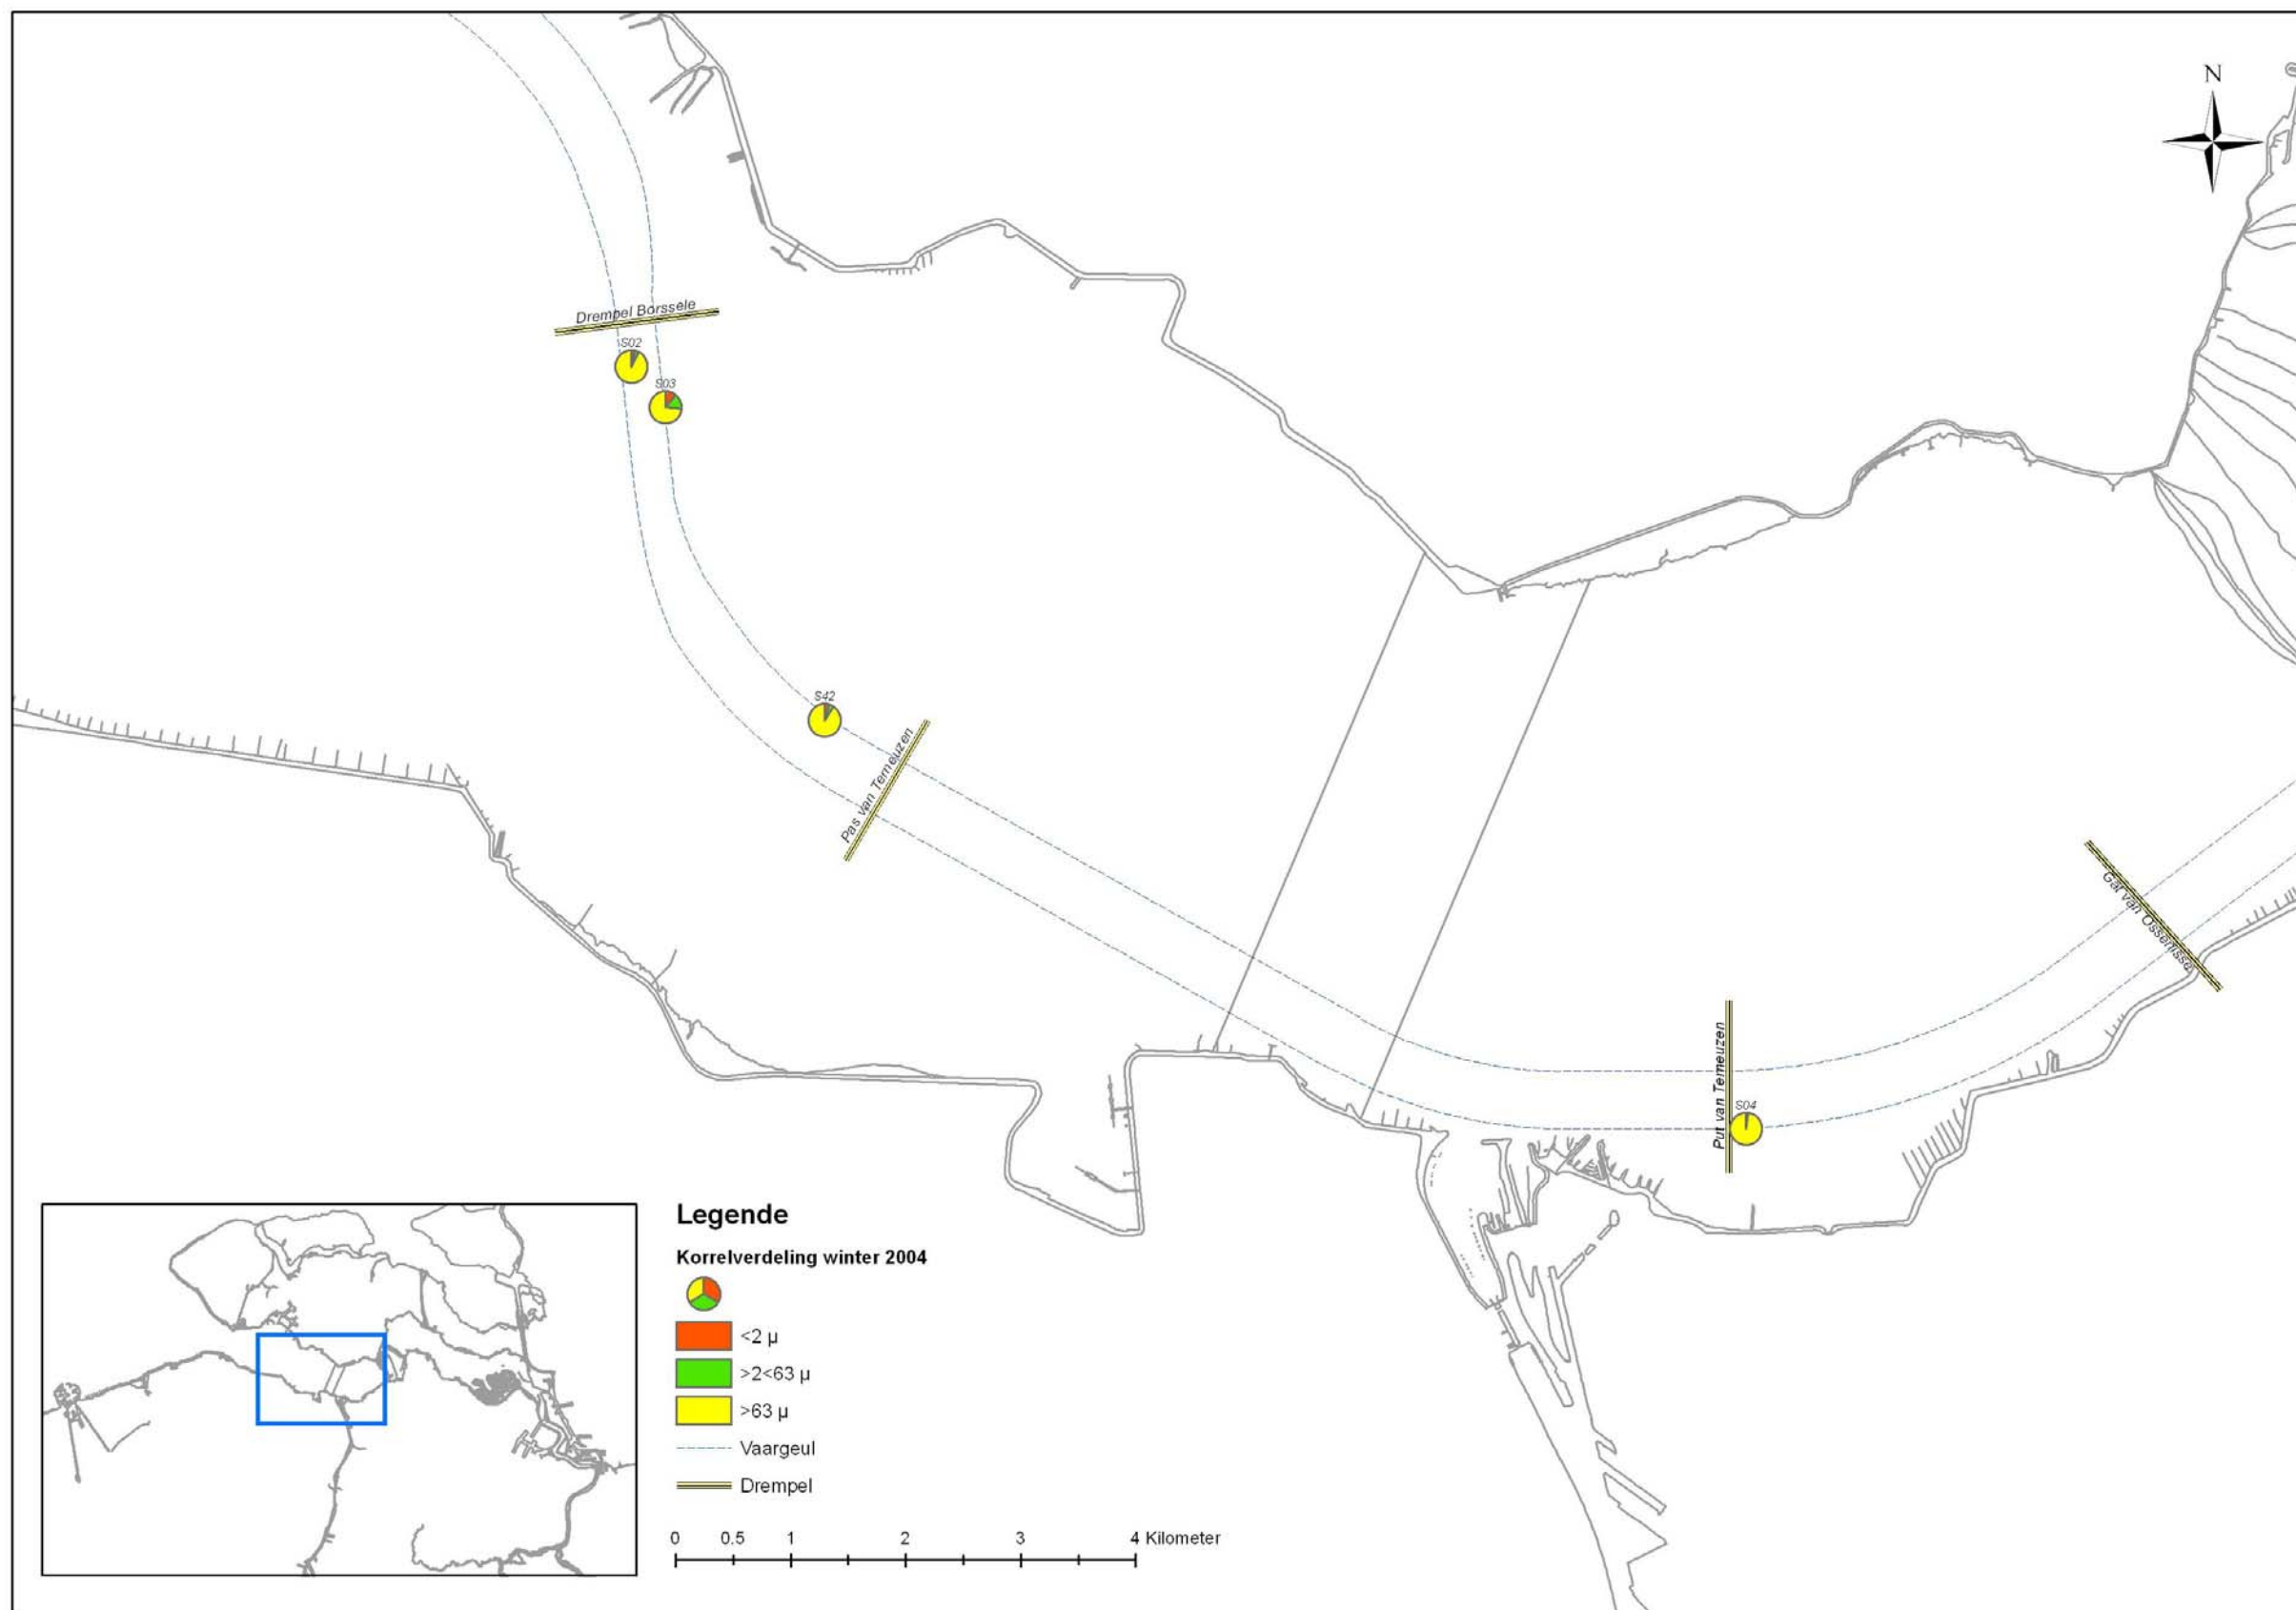 N
Drempel Borssele
S02
S03
S42
Pas van Terneuzen
Gat van Ossenisse
Put van Terneuzen
S04
Legende
Korrelverdeling winter 2004
<2 µ
>2<63 µ
>63 µ
Vaargeul
Drempel
0 0.5 1 2 3 4 Kilometer